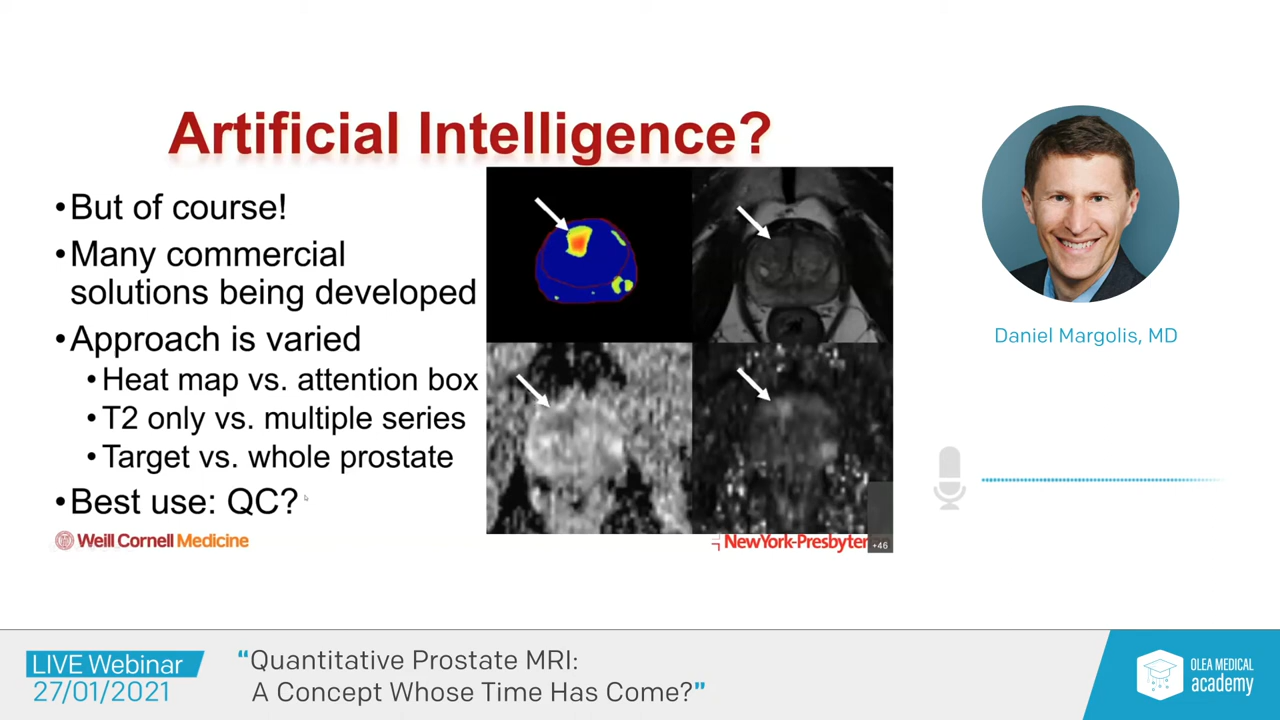 Artificial Intelligence?
•But of course!
•Many commercial
solutions being developed
•Approach is varied
•Heat map vs. attention box
•T2 only vs. multiple series
•Target vs. whole prostate
•Best use: QC?
Weill Cornell Medicine
NewYork-Presbyter
+46
Daniel Margolis, MD
LIVE Webinar
27/01/2021
“Quantitative Prostate MRI:
A Concept Whose Time Has Come?”
OLEA MEDICAL
academy